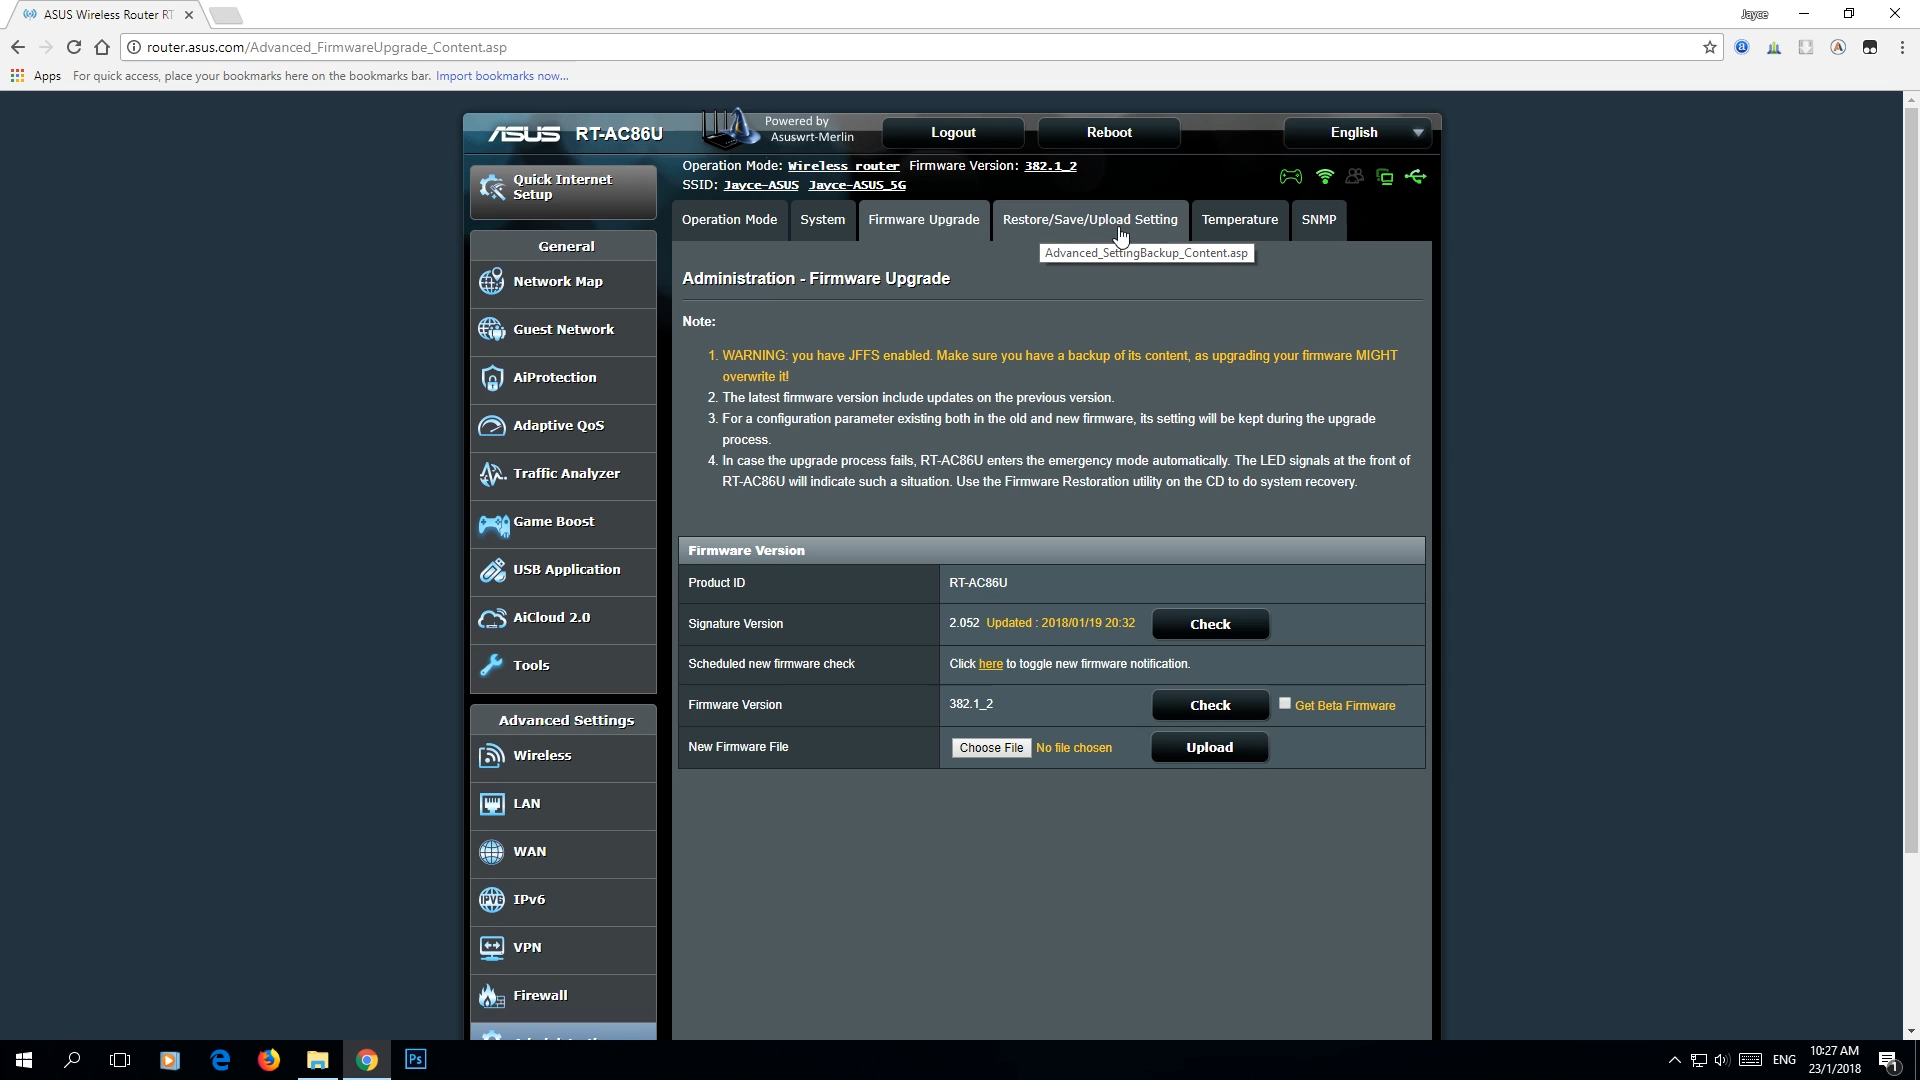 ASUS Wireless Router RT
Jayce
router.asus.com/Advanced_FirmwareUpgrade_Content.asp
Apps For quick access, place your bookmarks here on the bookmarks bar. Import bookmarks now...
ASUS RT-AC86U
Powered by
Asuswrt-Merlin
Logout
Reboot
English
Quick Internet
Setup
Operation Mode: Wireless router Firmware Version: 382.1_2
SSID: Jayce-ASUS Jayce-ASUS_5G
Operation Mode
System
Firmware Upgrade
Restore/Save/Upload Setting
Temperature
SNMP
Advanced_SettingBackup_Content.asp
General
Network Map
Guest Network
AiProtection
Adaptive QoS
Traffic Analyzer
Game Boost
USB Application
AiCloud 2.0
Tools
Advanced Settings
Wireless
LAN
WAN
IPv6
VPN
Firewall
Administration - Firmware Upgrade
Note:
1. WARNING: you have JFFS enabled. Make sure you have a backup of its content, as upgrading your firmware MIGHT
overwrite it!
2. The latest firmware version include updates on the previous version.
3. For a configuration parameter existing both in the old and new firmware, its setting will be kept during the upgrade
process.
4. In case the upgrade process fails, RT-AC86U enters the emergency mode automatically. The LED signals at the front of
RT-AC86U will indicate such a situation. Use the Firmware Restoration utility on the CD to do system recovery.
Firmware Version
Product ID RT-AC86U
Signature Version 2.052 Updated : 2018/01/19 20:32 Check
Scheduled new firmware check Click here to toggle new firmware notification.
Firmware Version 382.1_2 Check Get Beta Firmware
New Firmware File Choose File No file chosen Upload
Ps
ENG
10:27 AM
23/1/2018
1